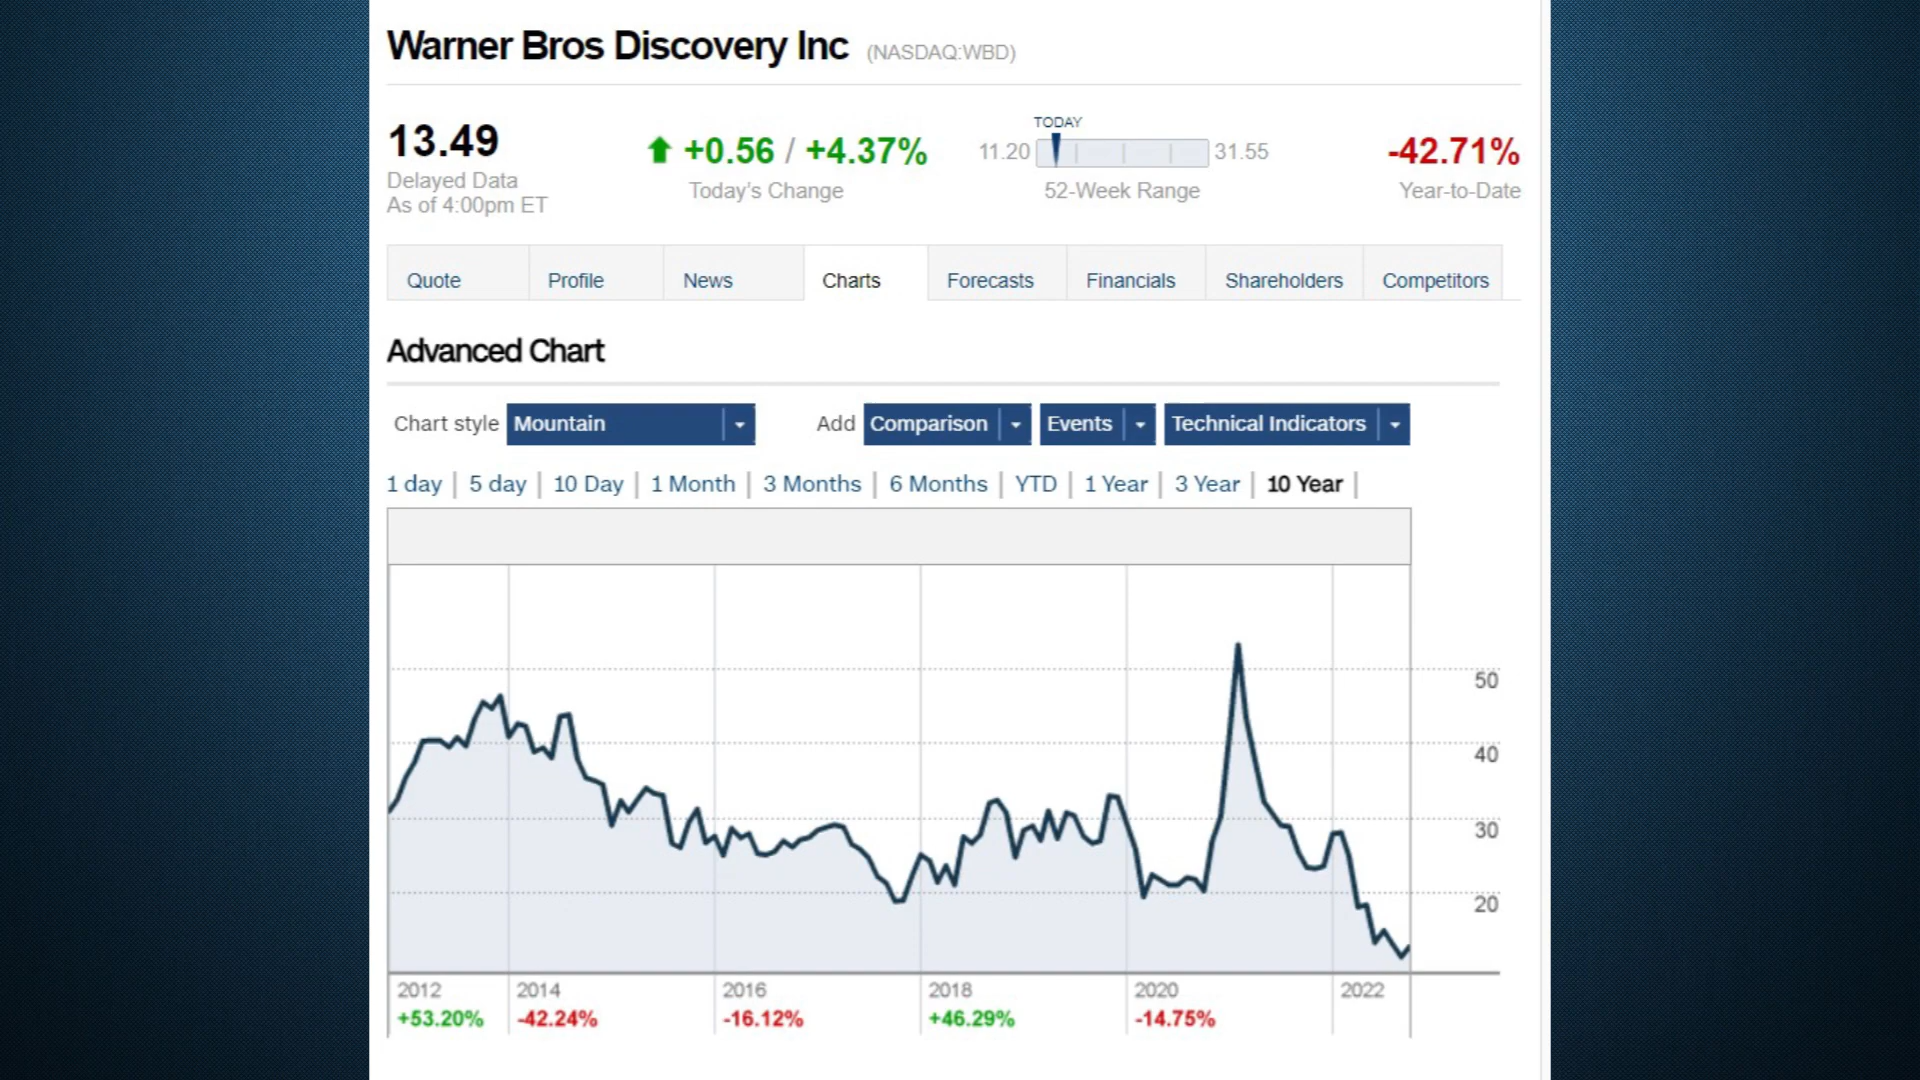 Warner Bros Discovery Inc (NASDAQ:WBD)
TODAY
13.49 +0.56 / +4.37% 11.20 31.55 -42.71%
Delayed Data Today's Change 52-Week Range Year-to-Date
As of 4:00pm ET
Quote Profile News Charts Forecasts Financials Shareholders Competitors
Advanced Chart
Chart style Mountain Add Comparison Events Technical Indicators
1 day | 5 day | 10 Day | 1 Month | 3 Months | 6 Months | YTD | 1 Year | 3 Year | 10 Year |
50
40
30
20
2012 2014 2016 2018 2020 2022
+53.20% -42.24% -16.12% +46.29% -14.75%